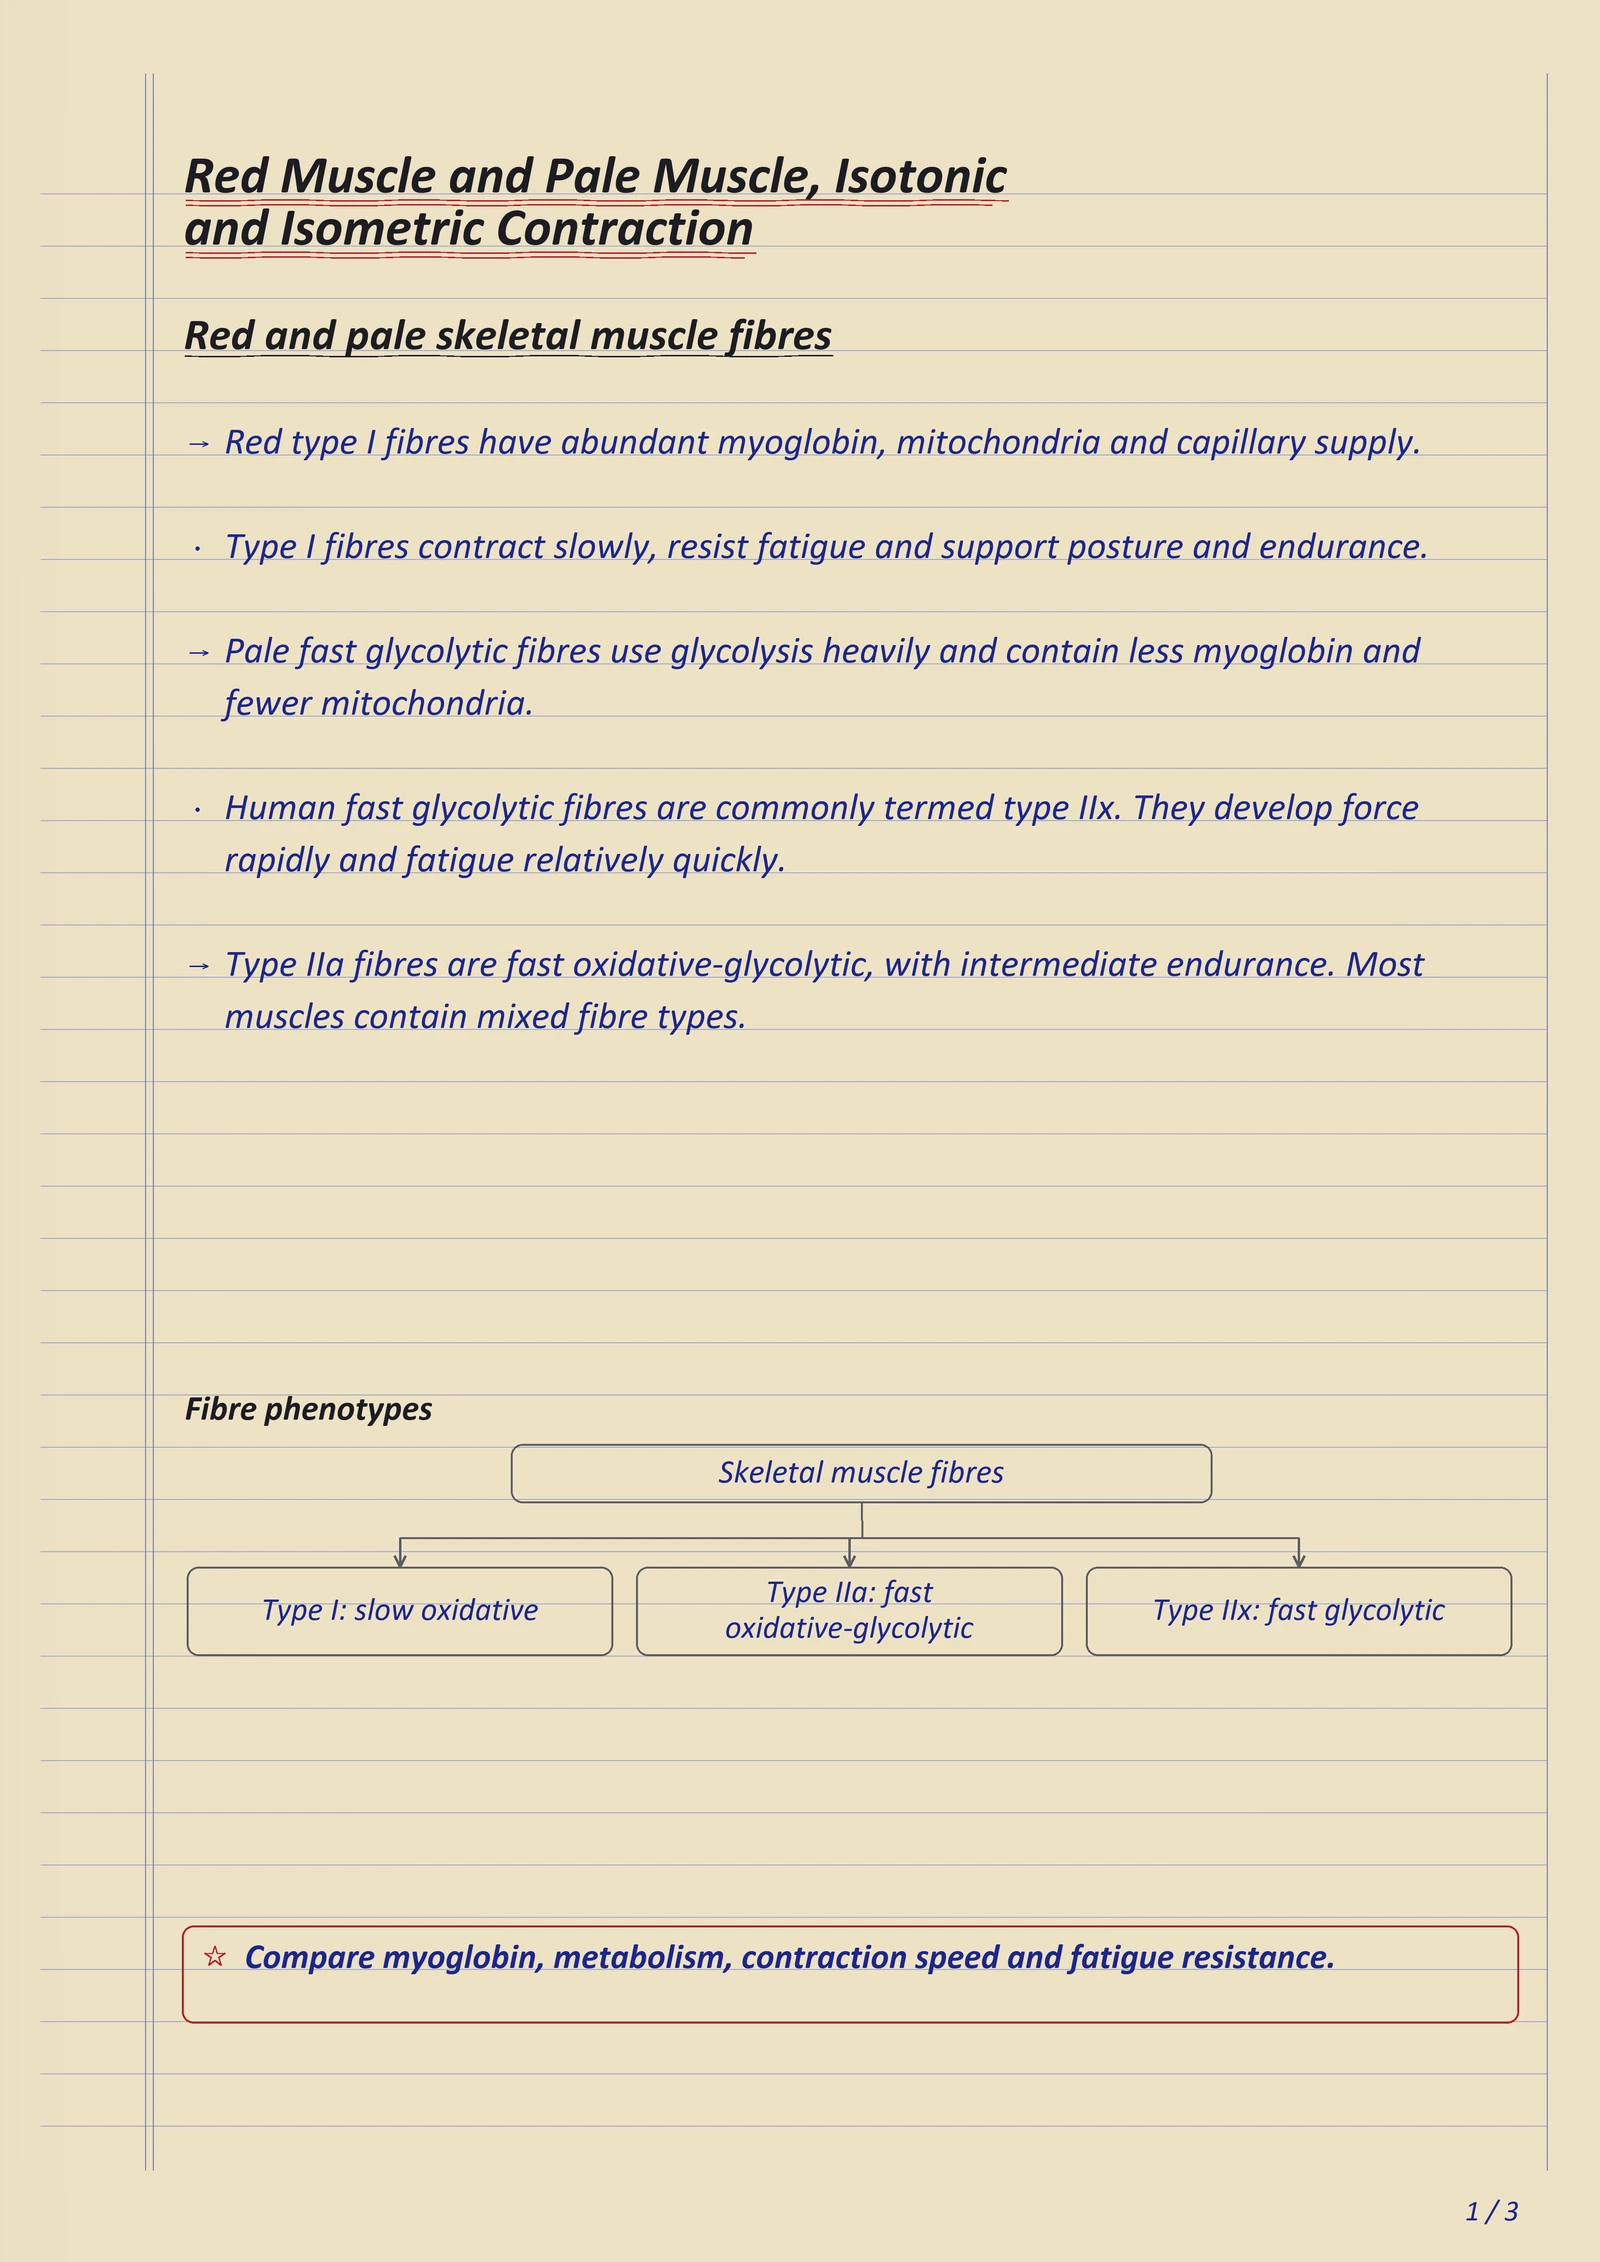 Red Muscle and Pale Muscle, Isotonic
and Isometric Contraction
Red and pale skeletal muscle fibres
→ Red type I fibres have abundant myoglobin, mitochondria and capillary supply.
· Type I fibres contract slowly, resist fatigue and support posture and endurance.
→ Pale fast glycolytic fibres use glycolysis heavily and contain less myoglobin and
fewer mitochondria.
· Human fast glycolytic fibres are commonly termed type IIx. They develop force
rapidly and fatigue relatively quickly.
→ Type IIa fibres are fast oxidative-glycolytic, with intermediate endurance. Most
muscles contain mixed fibre types.
Fibre phenotypes
Skeletal muscle fibres
Type I: slow oxidative
Type IIa: fast
oxidative-glycolytic
Type IIx: fast glycolytic
☆ Compare myoglobin, metabolism, contraction speed and fatigue resistance.
1 / 3